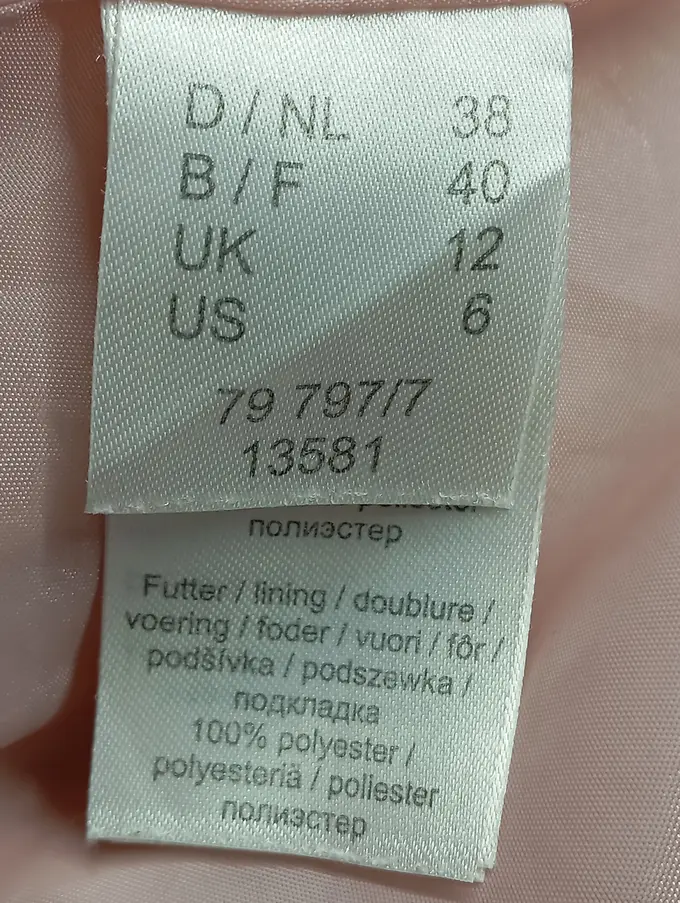 D / NL 38
B / F 40
UK 12
US 6
79 797/7
13581
полиэстер
Futter / lining / doublure /
voering / foder / vuori / fôr /
podšívka / podszewka /
подкладка
100% polyester /
polyesteriä / poliester
полиэстер